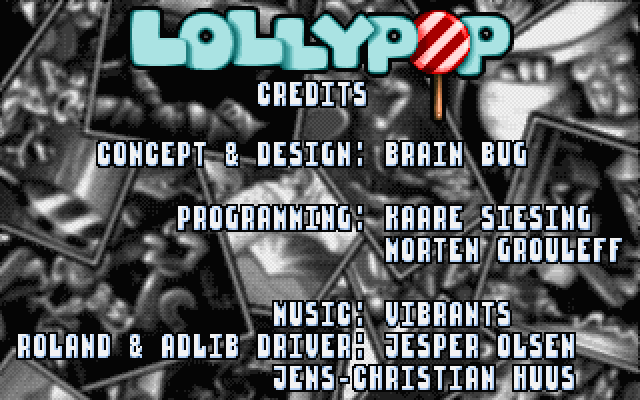 LOLLYPOP
CREDITS
CONCEPT & DESIGN: BRAIN BUG
PROGRAMMING: KAARE SIESING
MORTEN GROULEFF
MUSIC: VIBRANTS
ROLAND & ADLIB DRIVER: JESPER OLSEN
JENS-CHRISTIAN HUUS